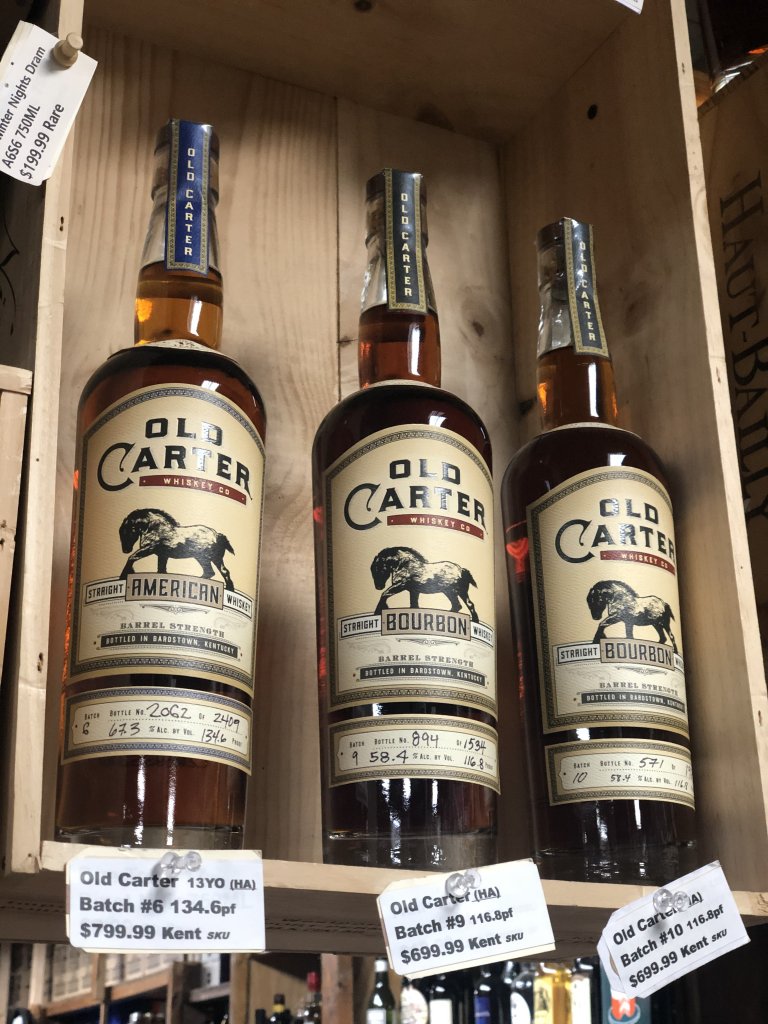 Nights Dram
A6S6 750ML
$199.99 Rare
OLD CARTER
OLD
CARTER
WHISKEY CO
STRAIGHT AMERICAN WHISKEY
BARREL STRENGTH
BOTTLED IN BARDSTOWN, KENTUCKY
BATCH BOTTLE NO. 2062 OF 2409
6 67.3 % ALC. BY VOL. 134.6 PROOF
OLD CARTER
OLD
CARTER
WHISKEY CO
STRAIGHT BOURBON WHISKEY
BARREL STRENGTH
BOTTLED IN BARDSTOWN, KENTUCKY
BATCH BOTTLE NO. 894 OF 1534
9 58.4 % ALC. BY VOL. 116.8 PROOF
OLD CARTER
OLD
CARTER
WHISKEY CO
STRAIGHT BOURBON
BARREL STRENGTH
BOTTLED IN BARDSTOWN, KENTUCKY
BATCH BOTTLE NO. 571 OF
10 58.4 % ALC. BY VOL.
HAUT-BAILLY
Old Carter 13YO (HA)
Batch #6 134.6pf
$799.99 Kent SKU
Old Carter (HA)
Batch #9 116.8pf
$699.99 Kent SKU
Old Carter
Batch #10 116.8pf
$699.99 Kent SKU